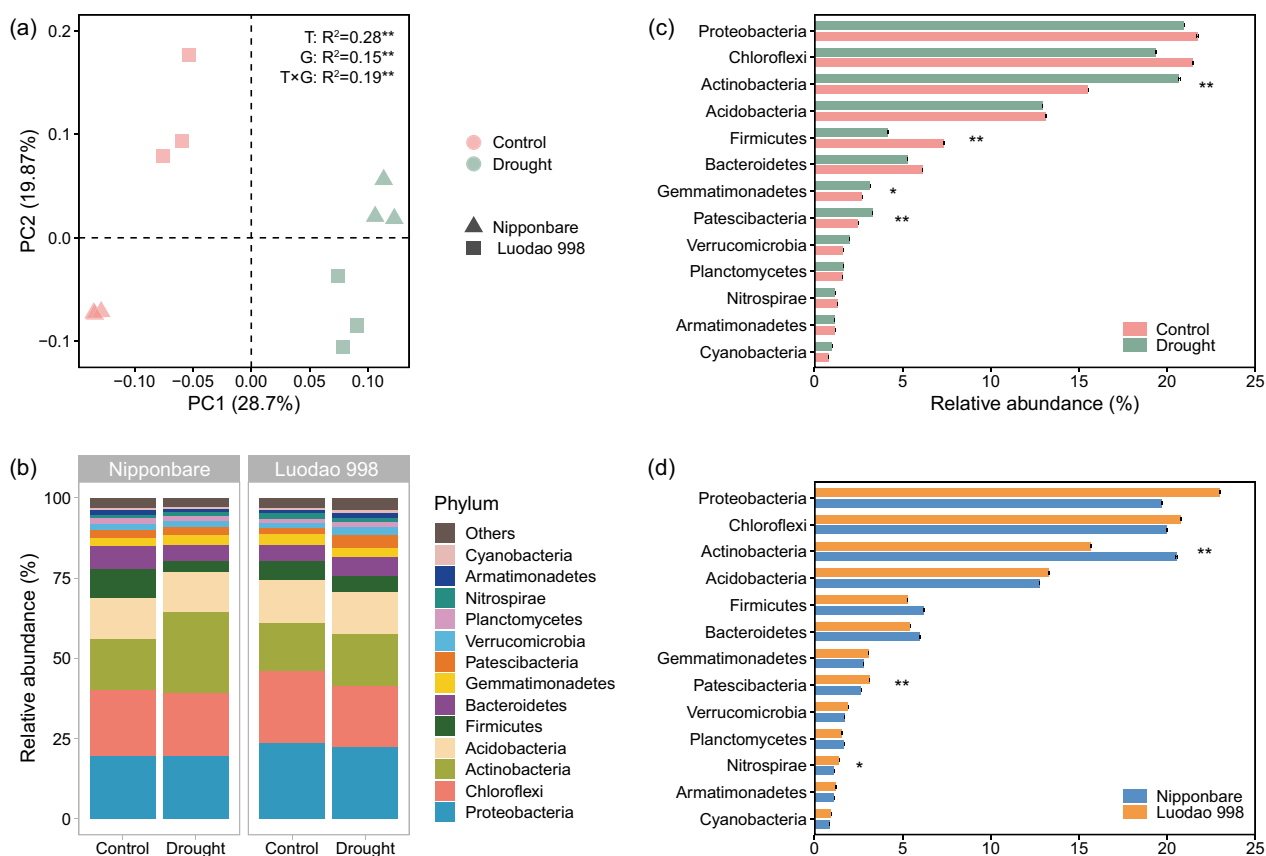 (a)
0.2
0.1
0.0
−0.1
PC2 (19.87%)
T: R²=0.28**
G: R²=0.15**
T×G: R²=0.19**
−0.10
−0.05
0.00
0.05
0.10
PC1 (28.7%)
Control
Drought
Nipponbare
Luodao 998
(c)
Proteobacteria
Chloroflexi
Actinobacteria
**
Acidobacteria
Firmicutes
**
Bacteroidetes
Gemmatimonadetes
*
Patescibacteria
**
Verrucomicrobia
Planctomycetes
Nitrospirae
Armatimonadetes
Cyanobacteria
Control
Drought
0
5
10
15
20
25
Relative abundance (%)
(b)
Nipponbare
Luodao 998
100
75
50
25
0
Relative abundance (%)
Control
Drought
Control
Drought
Phylum
Others
Cyanobacteria
Armatimonadetes
Nitrospirae
Planctomycetes
Verrucomicrobia
Patescibacteria
Gemmatimonadetes
Bacteroidetes
Firmicutes
Acidobacteria
Actinobacteria
Chloroflexi
Proteobacteria
(d)
Proteobacteria
Chloroflexi
Actinobacteria
**
Acidobacteria
Firmicutes
Bacteroidetes
Gemmatimonadetes
Patescibacteria
**
Verrucomicrobia
Planctomycetes
Nitrospirae
*
Armatimonadetes
Cyanobacteria
Nipponbare
Luodao 998
0
5
10
15
20
25